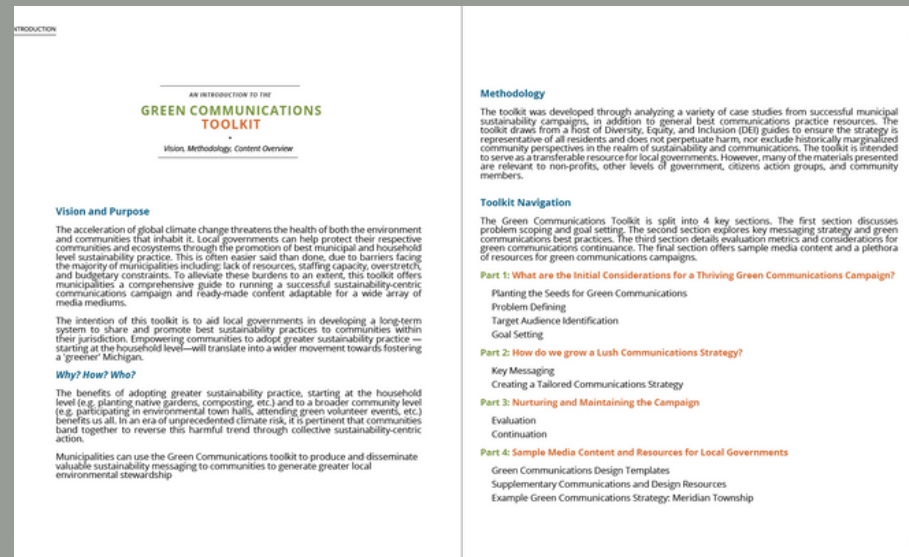 NTRODUCTION
AN INTRODUCTION TO THE
GREEN COMMUNICATIONS
TOOLKIT
Vision, Methodology, Content Overview
Vision and Purpose
The acceleration of global climate change threatens the health of both the environment
and communities that inhabit it. Local governments can help protect their respective
communities and ecosystems through the promotion of best municipal and household
level sustainability practice. This is often easier said than done, due to barriers facing
the majority of municipalities including: lack of resources, staffing capacity, overstretch,
and budgetary constraints. To alleviate these burdens to an extent, this toolkit offers
municipalities a comprehensive guide to running a successful sustainability-centric
communications campaign and ready-made content adaptable for a wide array of
media mediums.
The intention of this toolkit is to aid local governments in developing a long-term
system to share and promote best sustainability practices to communities within
their jurisdiction. Empowering communities to adopt greater sustainability practice —
starting at the household level—will translate into a wider movement towards fostering
a 'greener' Michigan.
Why? How? Who?
The benefits of adopting greater sustainability practice, starting at the household
level (e.g. planting native gardens, composting, etc.) and to a broader community level
(e.g. participating in environmental town halls, attending green volunteer events, etc.)
benefits us all. In an era of unprecedented climate risk, it is pertinent that communities
band together to reverse this harmful trend through collective sustainability-centric
action.
Municipalities can use the Green Communications toolkit to produce and disseminate
valuable sustainability messaging to communities to generate greater local
environmental stewardship
Methodology
The toolkit was developed through analyzing a variety of case studies from successful municipal
sustainability campaigns, in addition to general best communications practice resources. The
toolkit draws from a host of Diversity, Equity, and Inclusion (DEI) guides to ensure the strategy is
representative of all residents and does not perpetuate harm, nor exclude historically marginalized
community perspectives in the realm of sustainability and communications. The toolkit is intended
to serve as a transferable resource for local governments. However, many of the materials presented
are relevant to non-profits, other levels of government, citizens action groups, and community
members.
Toolkit Navigation
The Green Communications Toolkit is split into 4 key sections. The first section discusses
problem scoping and goal setting. The second section explores key messaging strategy and green
communications best practices. The third section details evaluation metrics and considerations for
green communications continuance. The final section offers sample media content and a plethora
of resources for green communications campaigns.
Part 1: What are the Initial Considerations for a Thriving Green Communications Campaign?
Planting the Seeds for Green Communications
Problem Defining
Target Audience Identification
Goal Setting
Part 2: How do we grow a Lush Communications Strategy?
Key Messaging
Creating a Tailored Communications Strategy
Part 3: Nurturing and Maintaining the Campaign
Evaluation
Continuation
Part 4: Sample Media Content and Resources for Local Governments
Green Communications Design Templates
Supplementary Communications and Design Resources
Example Green Communications Strategy: Meridian Township